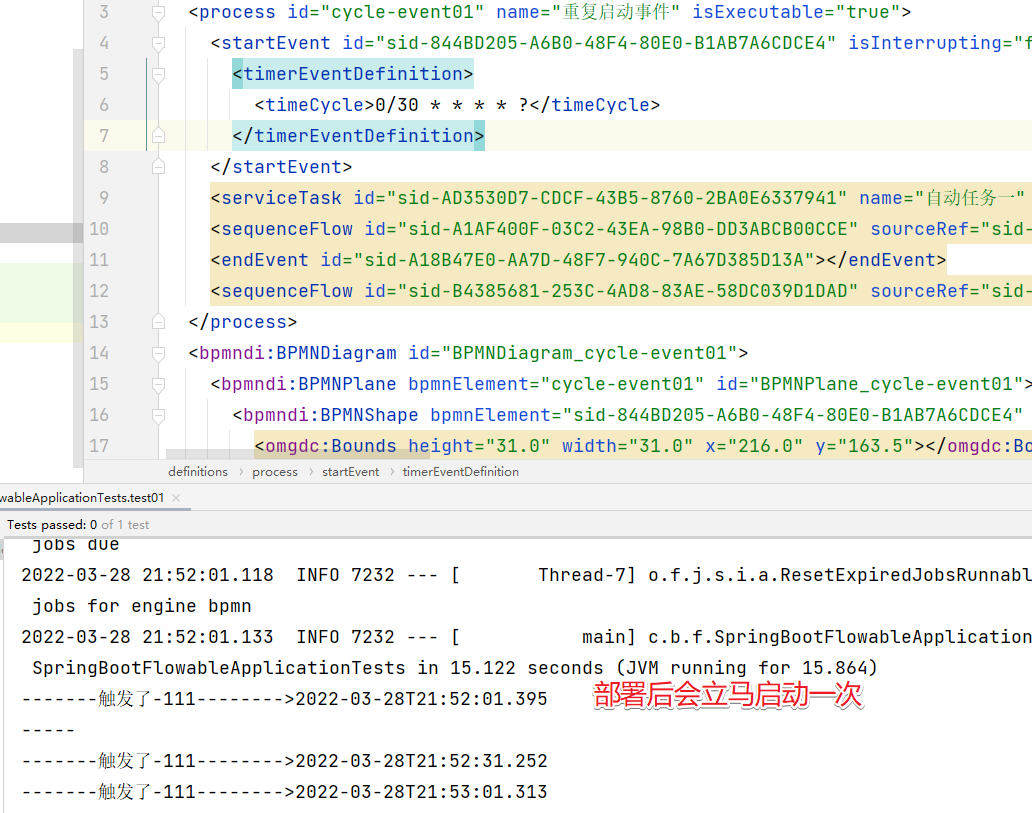 3 <process id="cycle-event01" name="重复启动事件" isExecutable="true">
4 <startEvent id="sid-844BD205-A6B0-48F4-80E0-B1AB7A6CDCE4" isInterrupting="f
5 <timerEventDefinition>
6 <timeCycle>0/30 * * * * ?</timeCycle>
7 </timerEventDefinition>
8 </startEvent>
9 <serviceTask id="sid-AD3530D7-CDCF-43B5-8760-2BA0E6337941" name="自动任务一"
10 <sequenceFlow id="sid-A1AF400F-03C2-43EA-98B0-DD3ABCB00CCE" sourceRef="sid-
11 <endEvent id="sid-A18B47E0-AA7D-48F7-940C-7A67D385D13A"></endEvent>
12 <sequenceFlow id="sid-B4385681-253C-4AD8-83AE-58DC039D1DAD" sourceRef="sid-
13 </process>
14 <bpmndi:BPMNDiagram id="BPMNDiagram_cycle-event01">
15 <bpmndi:BPMNPlane bpmnElement="cycle-event01" id="BPMNPlane_cycle-event01">
16 <bpmndi:BPMNShape bpmnElement="sid-844BD205-A6B0-48F4-80E0-B1AB7A6CDCE4"
17 <omgdc:Bounds height="31.0" width="31.0" x="216.0" y="163.5"></omgdc:Bo
definitions › process › startEvent › timerEventDefinition
wableApplicationTests.test01 ×
Tests passed: 0 of 1 test
jobs due
2022-03-28 21:52:01.118 INFO 7232 --- [ Thread-7] o.f.j.s.i.a.ResetExpiredJobsRunnabl
jobs for engine bpmn
2022-03-28 21:52:01.133 INFO 7232 --- [ main] c.b.f.SpringBootFlowableApplication
SpringBootFlowableApplicationTests in 15.122 seconds (JVM running for 15.864)
-------触发了-111-------->2022-03-28T21:52:01.395
部署后会立马启动一次
-----
-------触发了-111-------->2022-03-28T21:52:31.252
-------触发了-111-------->2022-03-28T21:53:01.313